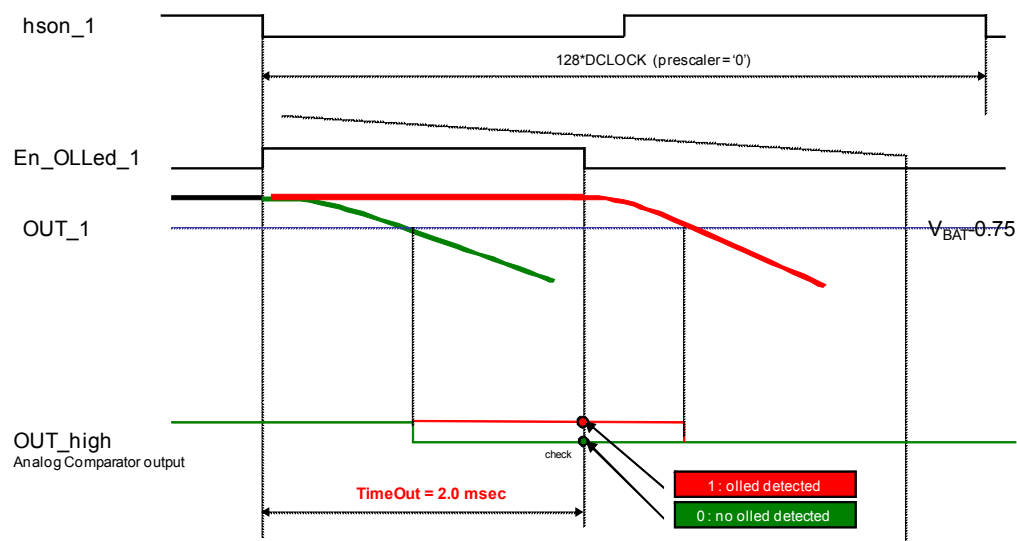 hson_1
128*DCLOCK (prescaler = '0')
En_OLLed_1
OUT_1
VBAT-0.75
OUT_high
Analog Comparator output
check
TimeOut = 2.0 msec
1 : olled detected
0 : no olled detected